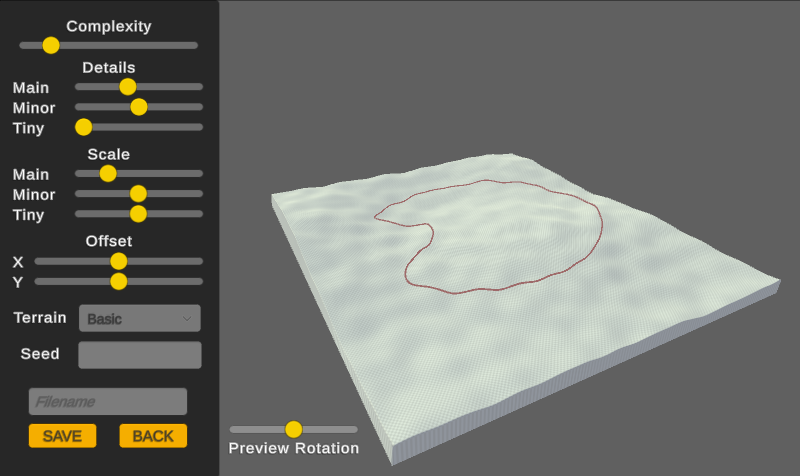 Complexity
Details
Main
Minor
Tiny
Scale
Main
Minor
Tiny
Offset
X
Y
Terrain Basic
Seed
Filename
SAVE BACK
Preview Rotation